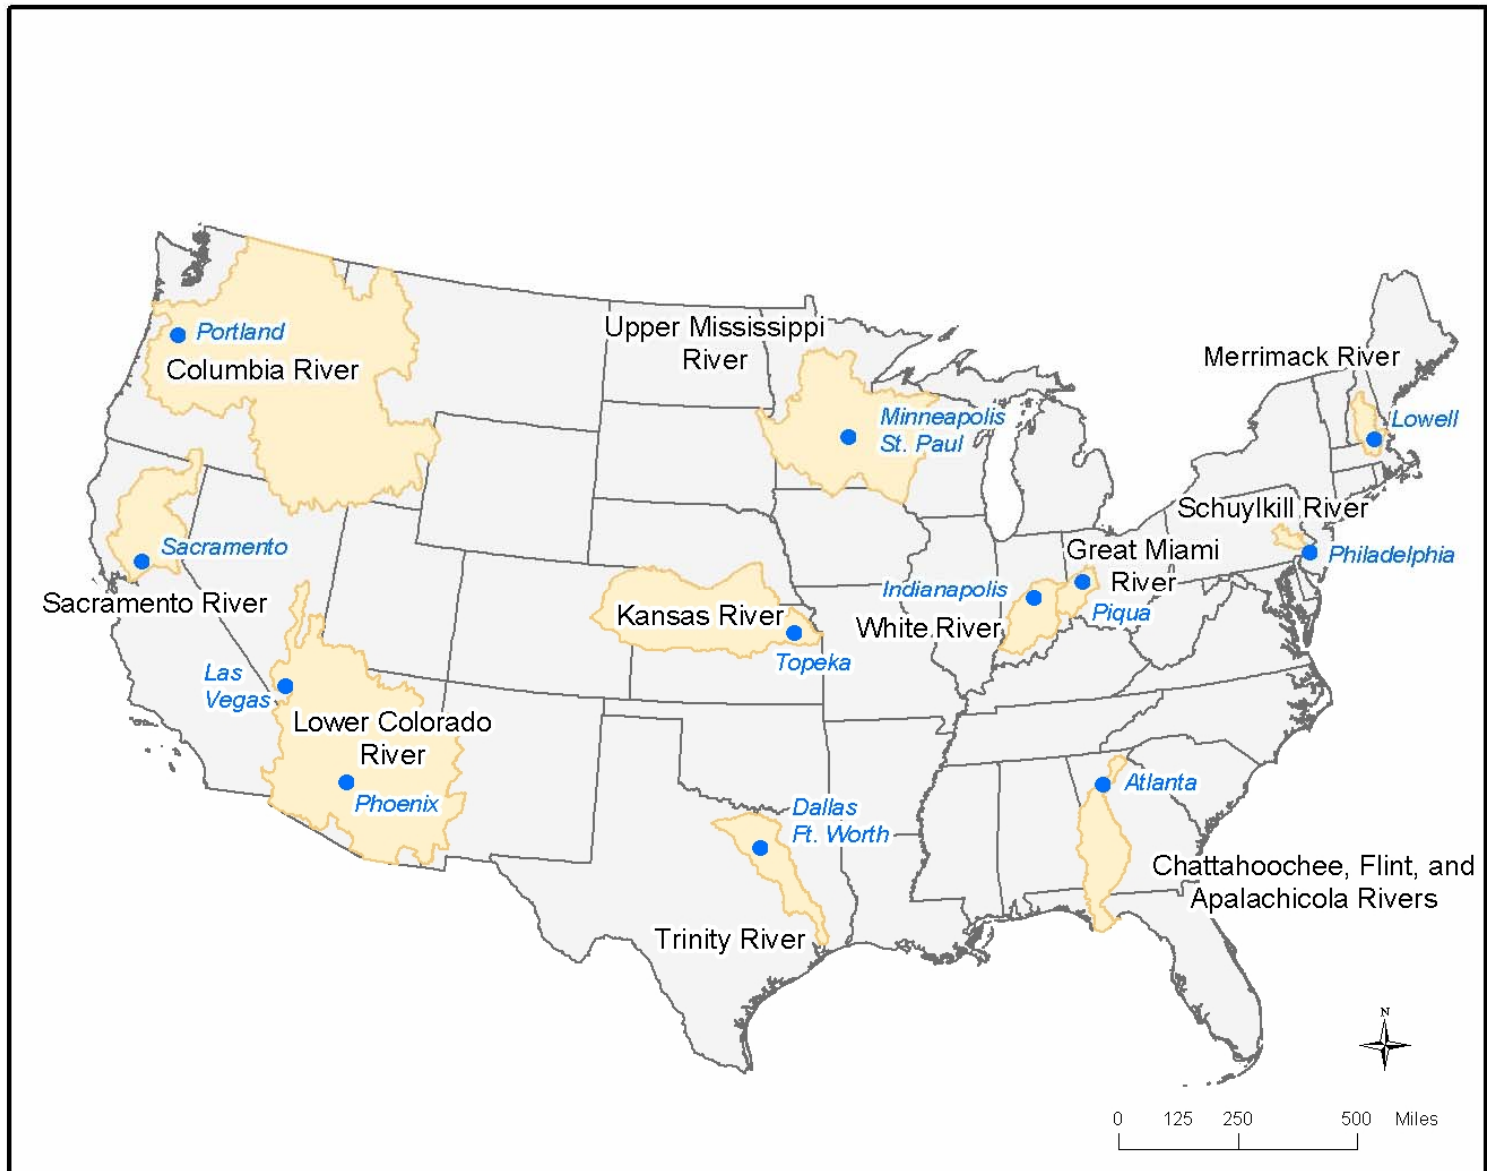 Upper Mississippi
River
Portland
Columbia River
Merrimack River
Minneapolis
St. Paul
Lowell
Schuylkill River
Sacramento
Great Miami
River
Philadelphia
Indianapolis
Sacramento River
Kansas River
White River
Piqua
Topeka
Las
Vegas
Lower Colorado
River
Phoenix
Atlanta
Dallas
Ft. Worth
Chattahoochee, Flint, and
Apalachicola Rivers
Trinity River
N
0 125 250 500 Miles